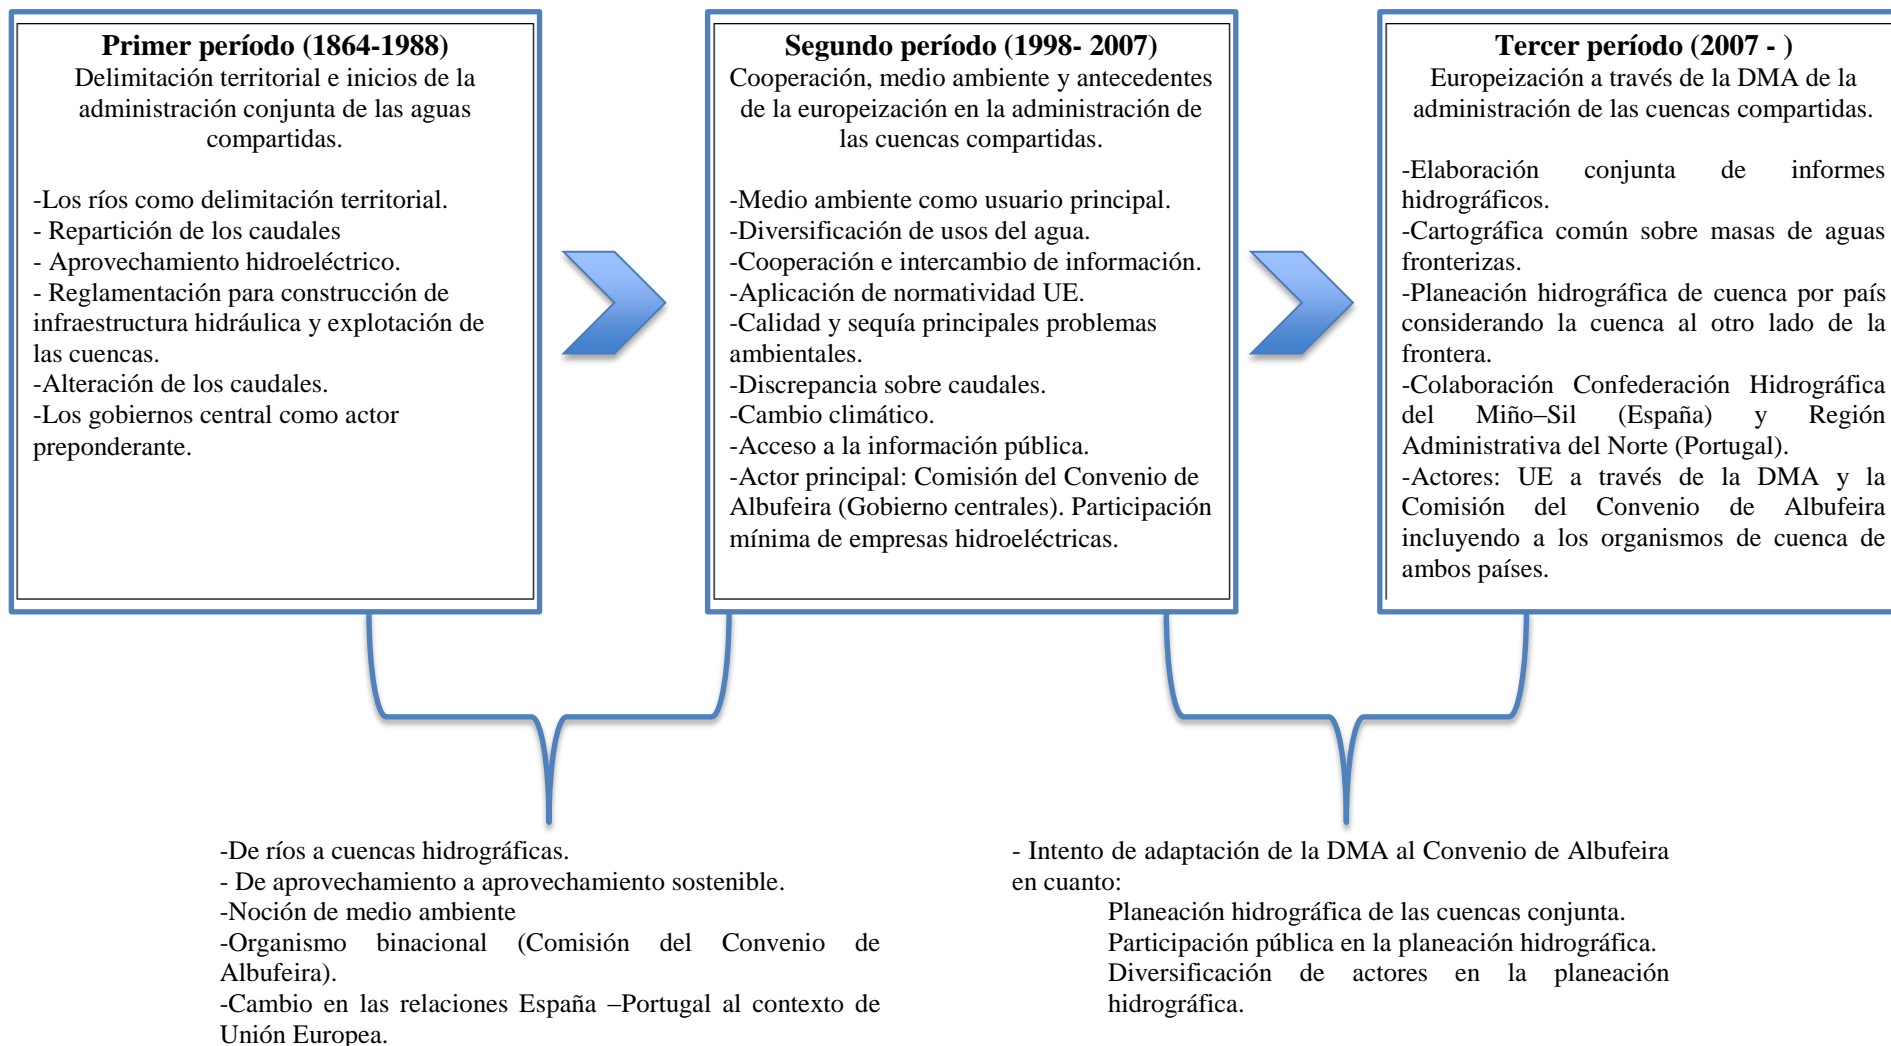 Primer período (1864-1988)
Delimitación territorial e inicios de la
administración conjunta de las aguas
compartidas.
-Los ríos como delimitación territorial.
- Repartición de los caudales
- Aprovechamiento hidroeléctrico.
- Reglamentación para construcción de
infraestructura hidráulica y explotación de
las cuencas.
-Alteración de los caudales.
-Los gobiernos central como actor
preponderante.
Segundo período (1998- 2007)
Cooperación, medio ambiente y antecedentes
de la europeización en la administración de
las cuencas compartidas.
-Medio ambiente como usuario principal.
-Diversificación de usos del agua.
-Cooperación e intercambio de información.
-Aplicación de normatividad UE.
-Calidad y sequía principales problemas
ambientales.
-Discrepancia sobre caudales.
-Cambio climático.
-Acceso a la información pública.
-Actor principal: Comisión del Convenio de
Albufeira (Gobierno centrales). Participación
mínima de empresas hidroeléctricas.
Tercer período (2007 - )
Europeización a través de la DMA de la
administración de las cuencas compartidas.
-Elaboración conjunta de informes
hidrográficos.
-Cartográfica común sobre masas de aguas
fronterizas.
-Planeación hidrográfica de cuenca por país
considerando la cuenca al otro lado de la
frontera.
-Colaboración Confederación Hidrográfica
del Miño–Sil (España) y Región
Administrativa del Norte (Portugal).
-Actores: UE a través de la DMA y la
Comisión del Convenio de Albufeira
incluyendo a los organismos de cuenca de
ambos países.
-De ríos a cuencas hidrográficas.
- De aprovechamiento a aprovechamiento sostenible.
-Noción de medio ambiente
-Organismo binacional (Comisión del Convenio de
Albufeira).
-Cambio en las relaciones España –Portugal al contexto de
Unión Europea.
- Intento de adaptación de la DMA al Convenio de Albufeira
en cuanto:
Planeación hidrográfica de las cuencas conjunta.
Participación pública en la planeación hidrográfica.
Diversificación de actores en la planeación
hidrográfica.